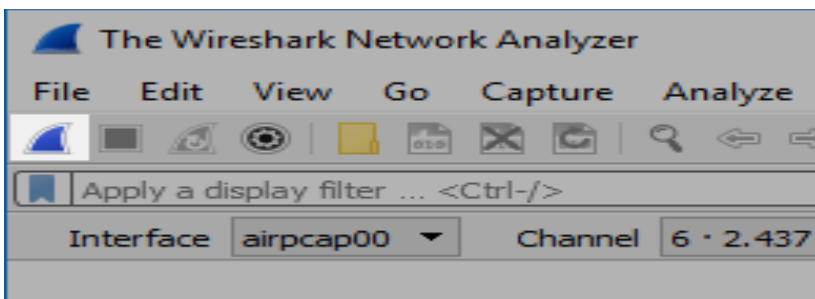 The Wireshark Network Analyzer
File Edit View Go Capture Analyze
010
Apply a display filter ... <Ctrl-/>
Interface airpcap00 Channel 6 · 2.437